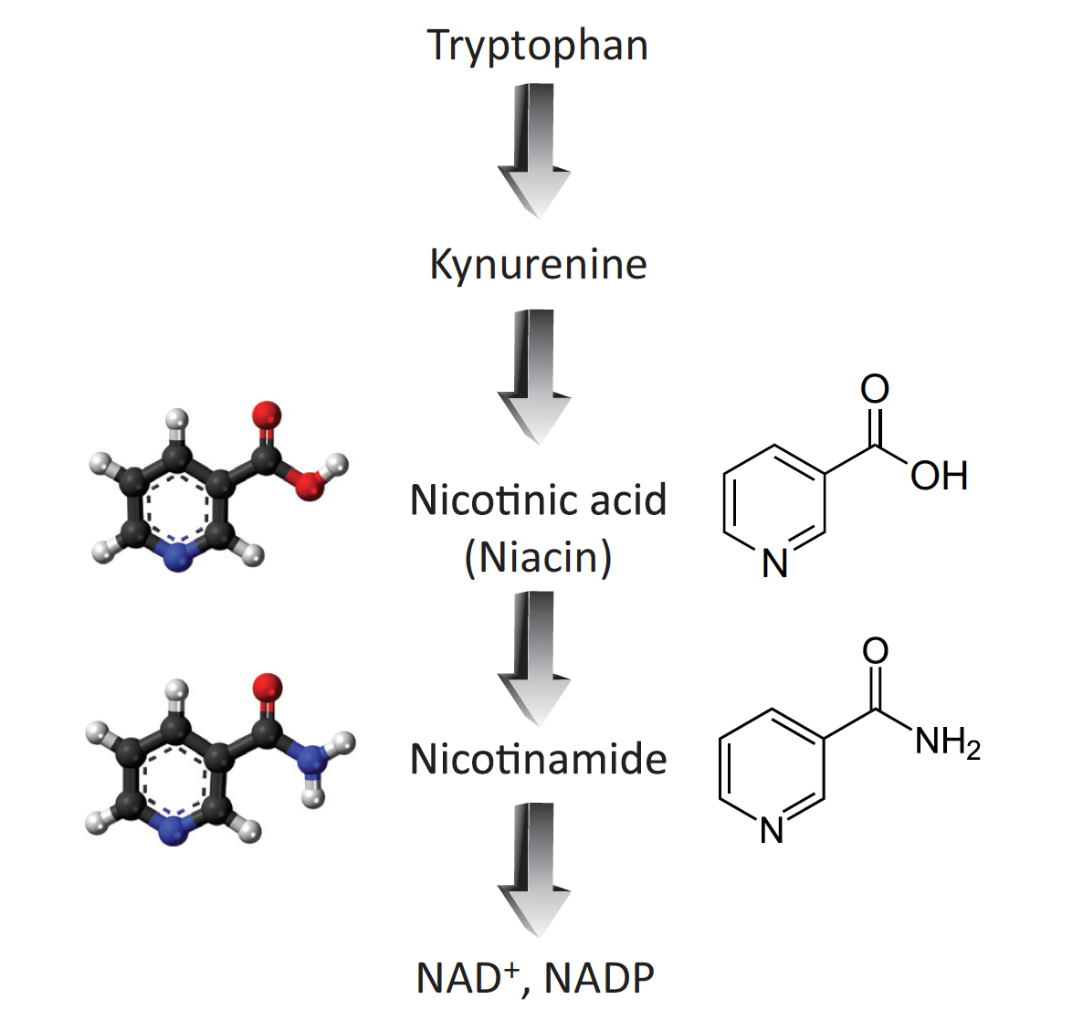 Tryptophan
Kynurenine
O
OH
Nicotinic acid
(Niacin)
N
O
Nicotinamide
NH₂
N
NAD⁺, NADP